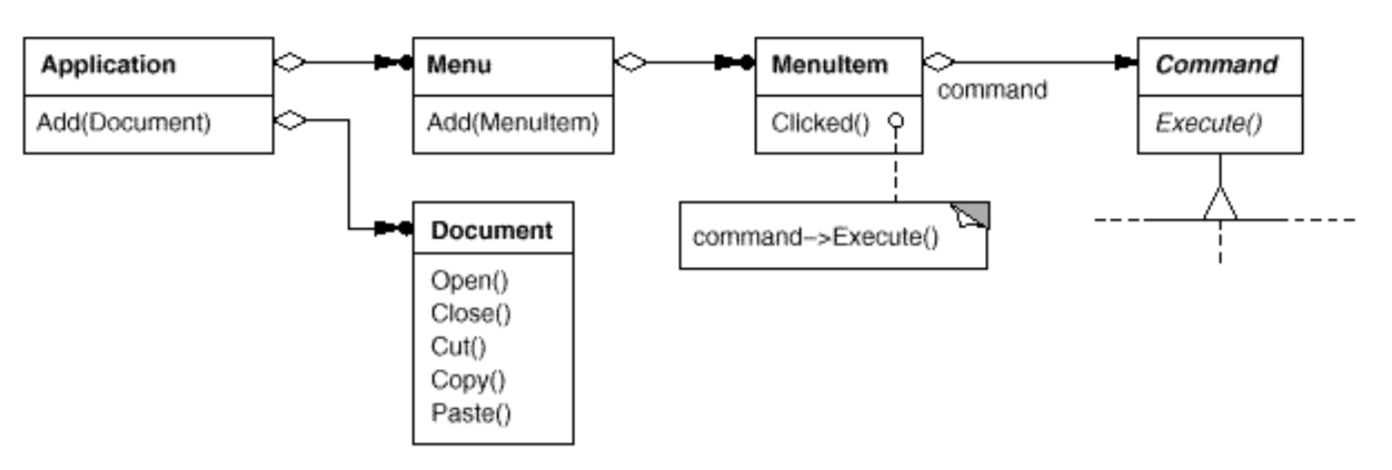 Application
Add(Document)
Menu
Add(MenuItem)
MenuItem
Clicked()
command
Command
Execute()
command->Execute()
Document
Open()
Close()
Cut()
Copy()
Paste()